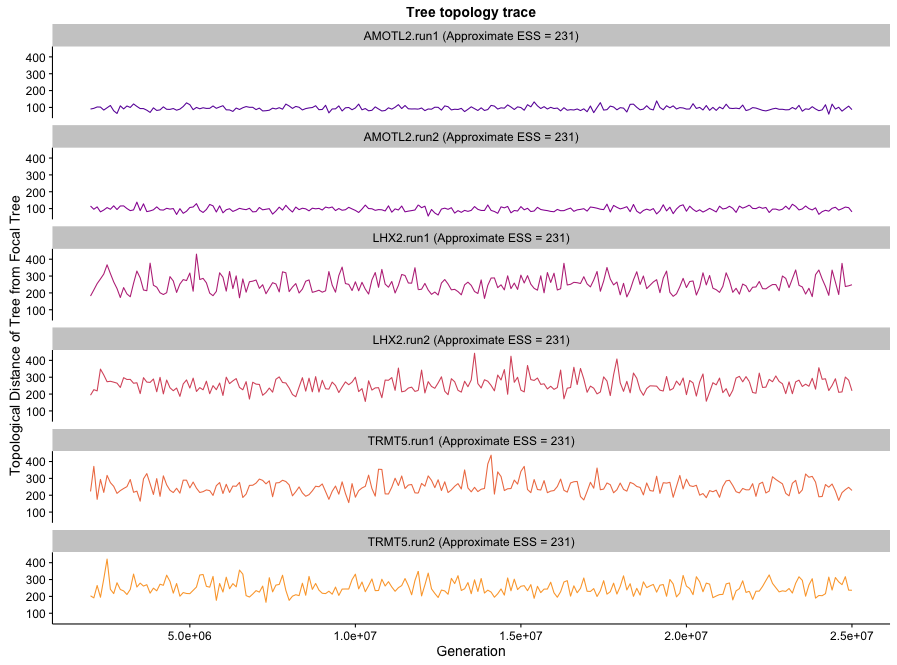 Tree topology trace
Topological Distance of Tree from Focal Tree
AMOTL2.run1 (Approximate ESS = 231)
400
300
200
100
AMOTL2.run2 (Approximate ESS = 231)
400
300
200
100
LHX2.run1 (Approximate ESS = 231)
400
300
200
100
LHX2.run2 (Approximate ESS = 231)
400
300
200
100
TRMT5.run1 (Approximate ESS = 231)
400
300
200
100
TRMT5.run2 (Approximate ESS = 231)
400
300
200
100
5.0e+06 1.0e+07 1.5e+07 2.0e+07 2.5e+07
Generation